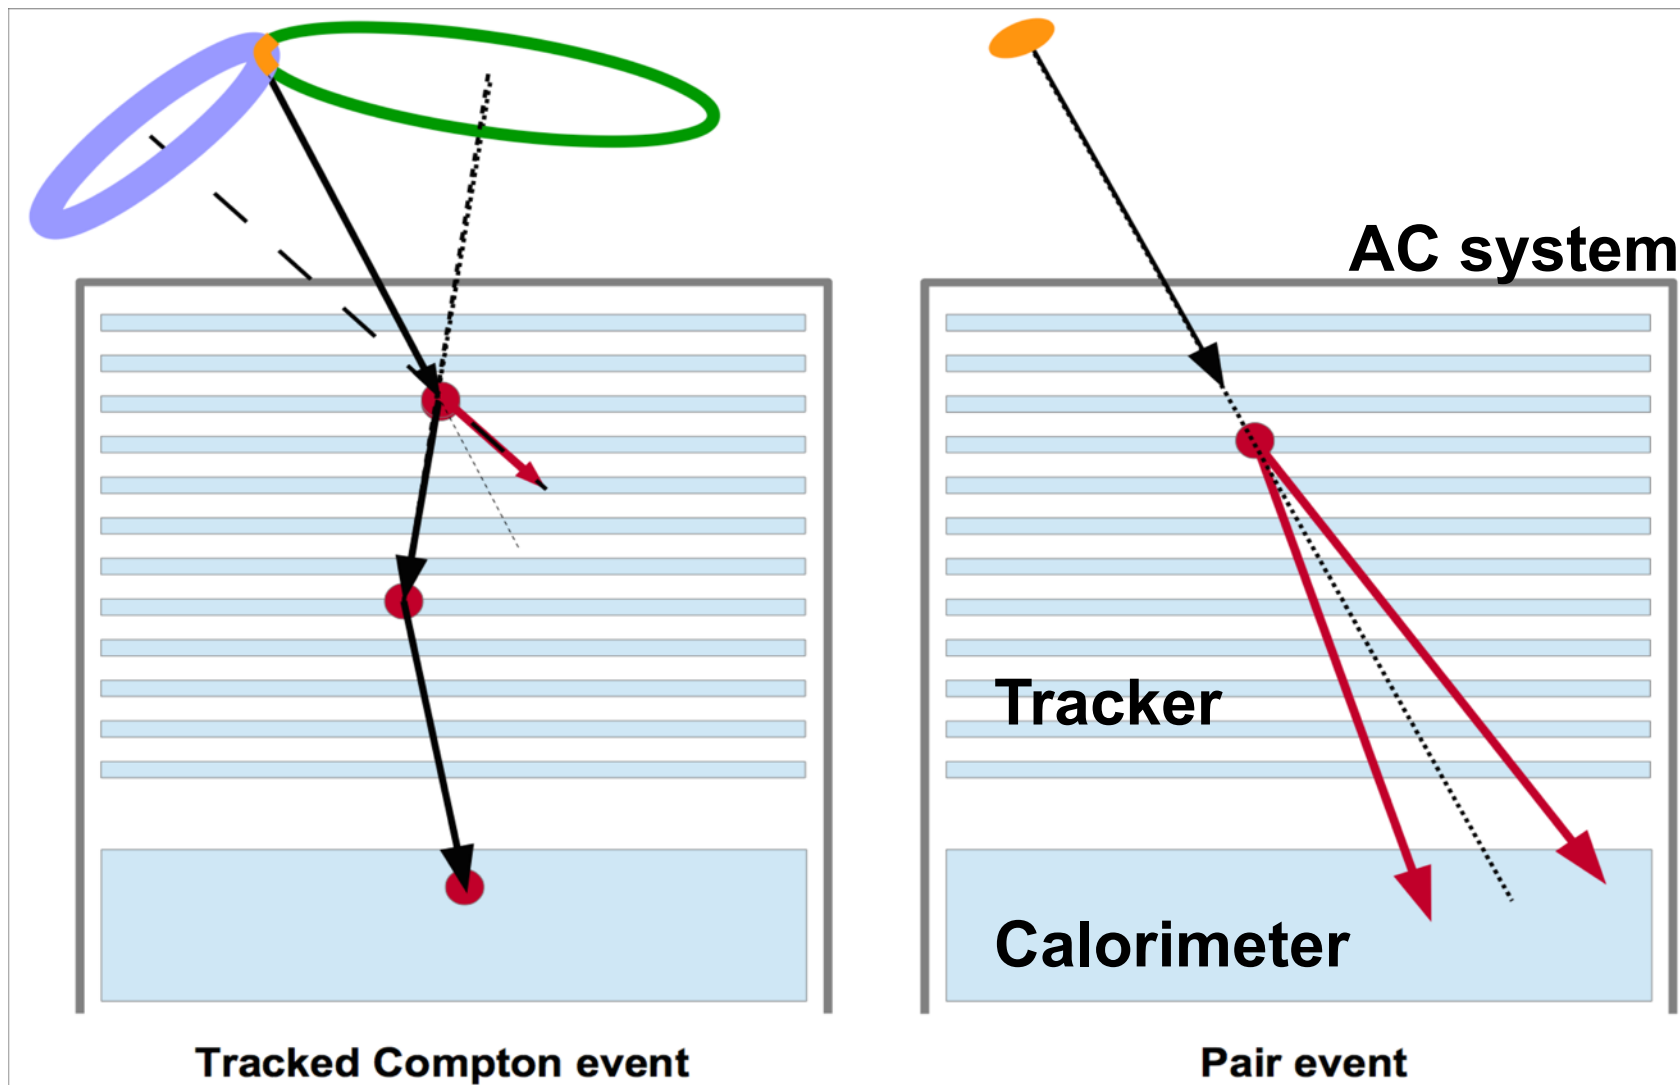 AC system
Tracker
Calorimeter
Tracked Compton event
Pair event